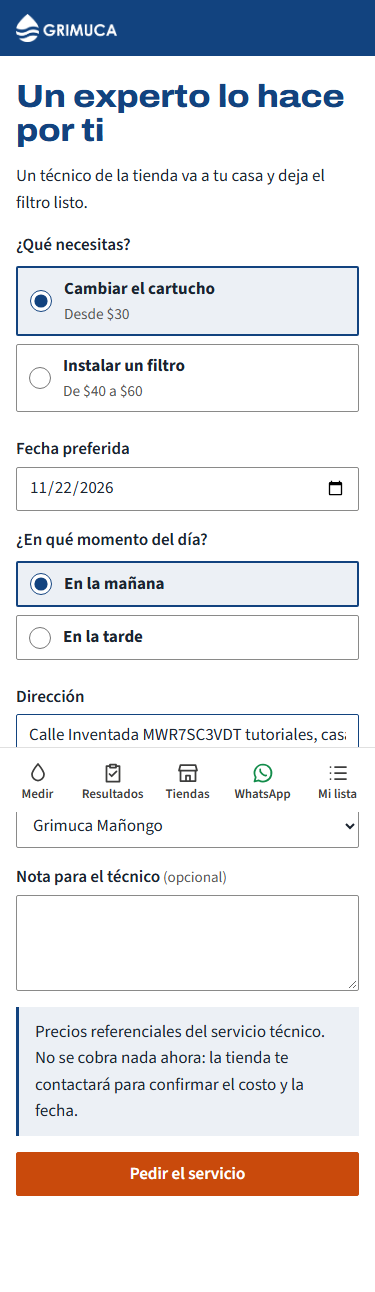 GRIMUCA
Un experto lo hace
por ti
Un técnico de la tienda va a tu casa y deja el
filtro listo.
¿Qué necesitas?
Cambiar el cartucho
Desde $30
Instalar un filtro
De $40 a $60
Fecha preferida
11/22/2026
¿En qué momento del día?
En la mañana
En la tarde
Dirección
Calle Inventada MWR7SC3VDT tutoriales, casa
Medir Resultados Tiendas WhatsApp Mi lista
Grimuca Mañongo
Nota para el técnico (opcional)
Precios referenciales del servicio técnico.
No se cobra nada ahora: la tienda te
contactará para confirmar el costo y la
fecha.
Pedir el servicio